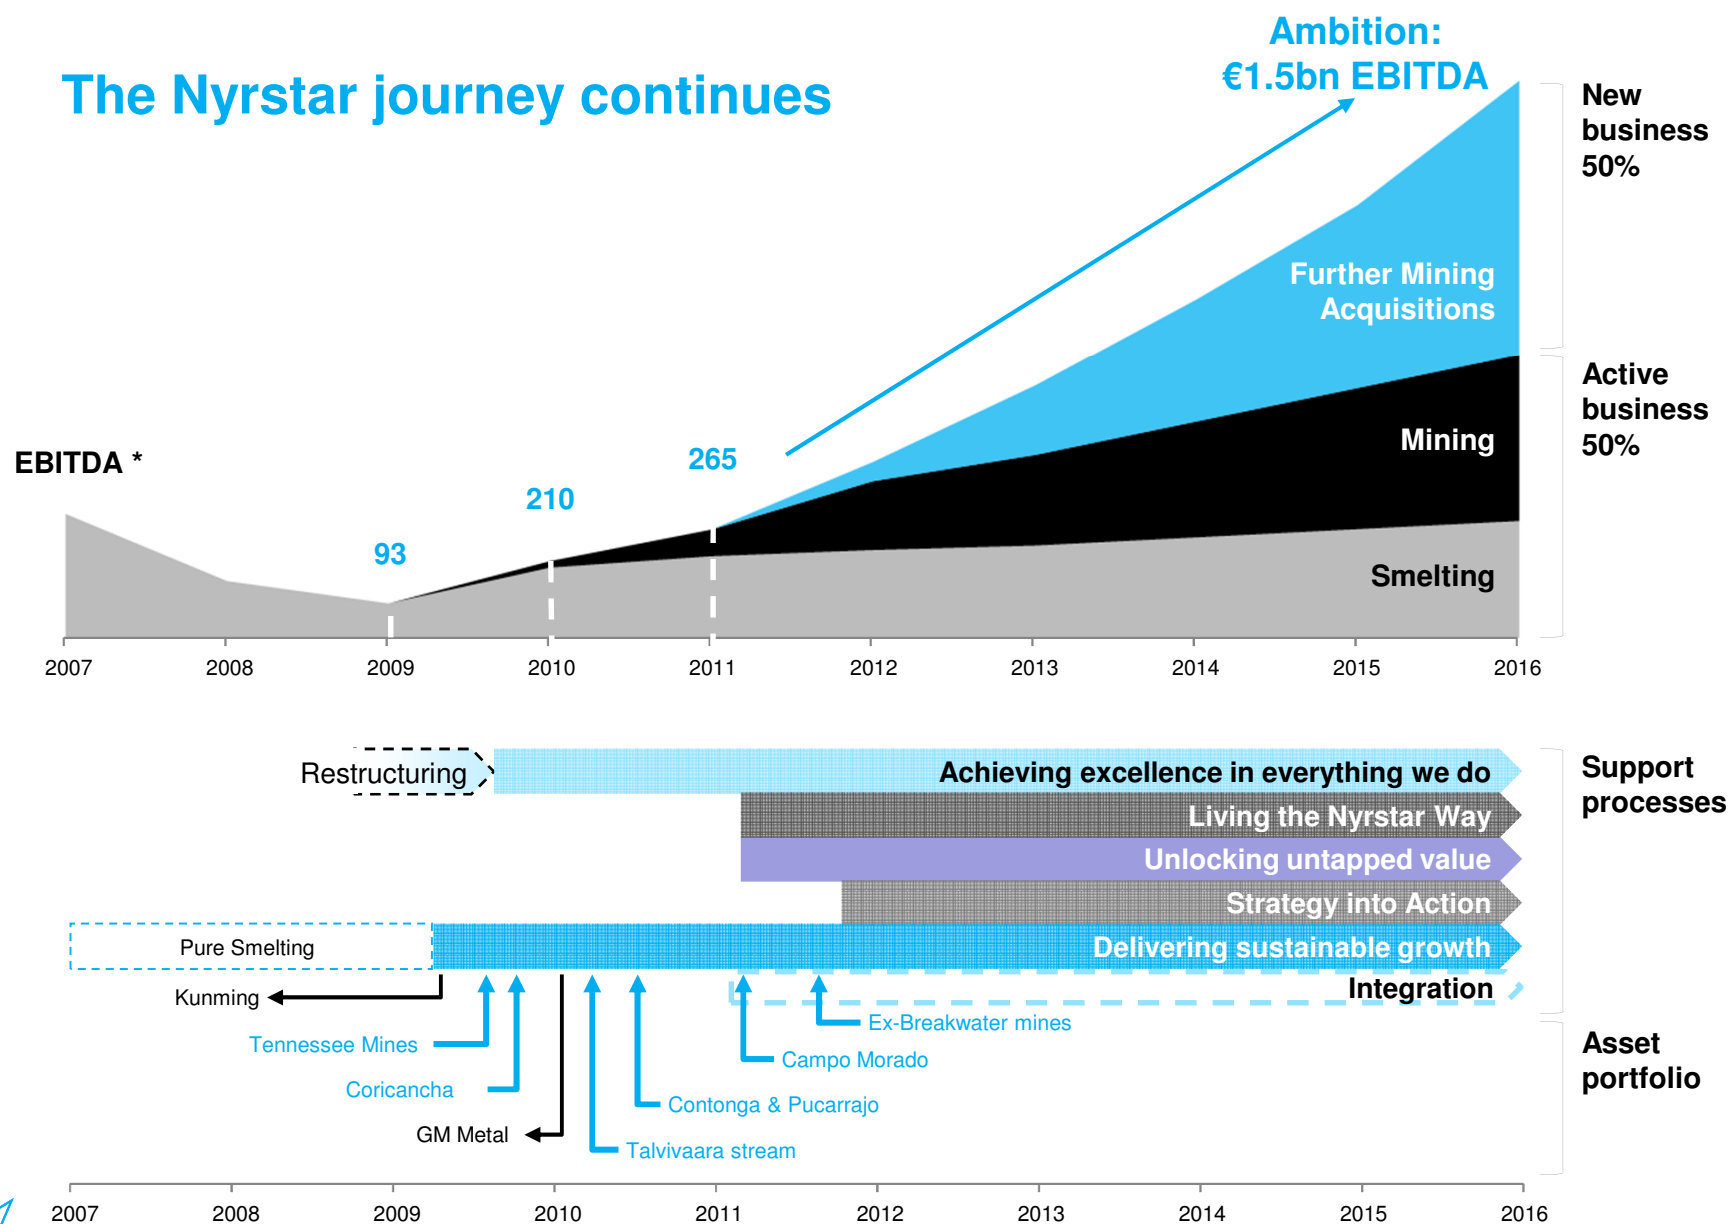 Ambition:
€1.5bn EBITDA
The Nyrstar journey continues
New
business
50%
Further Mining
Acquisitions
Active
business
50%
Mining
EBITDA *
265
210
93
Smelting
2007 2008 2009 2010 2011 2012 2013 2014 2015 2016
Restructuring
Achieving excellence in everything we do
Support
processes
Living the Nyrstar Way
Unlocking untapped value
Strategy into Action
Pure Smelting
Delivering sustainable growth
Integration
Kunming
Ex-Breakwater mines
Tennessee Mines
Campo Morado
Asset
portfolio
Coricancha
Contonga & Pucarrajo
GM Metal
Talvivaara stream
2007 2008 2009 2010 2011 2012 2013 2014 2015 2016